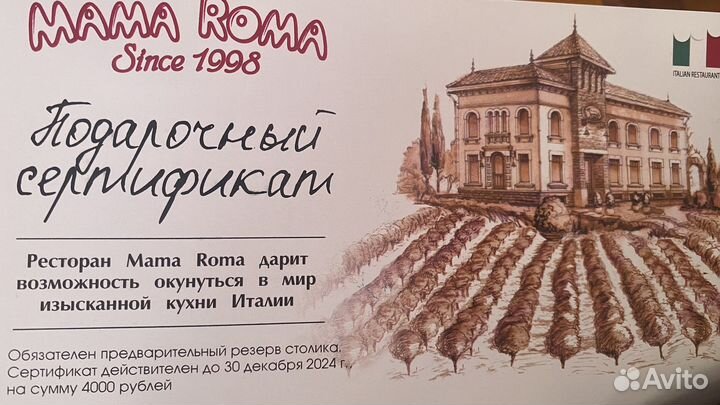 MAMA ROMA
Since 1998
ITALIAN RESTAURANT
Подарочный
сертификат
Ресторан Mama Roma дарит
возможность окунуться в мир
изысканной кухни Италии
Обязателен предварительный резерв столика.
Сертификат действителен до 30 декабря 2024 г.,
на сумму 4000 рублей
Avito